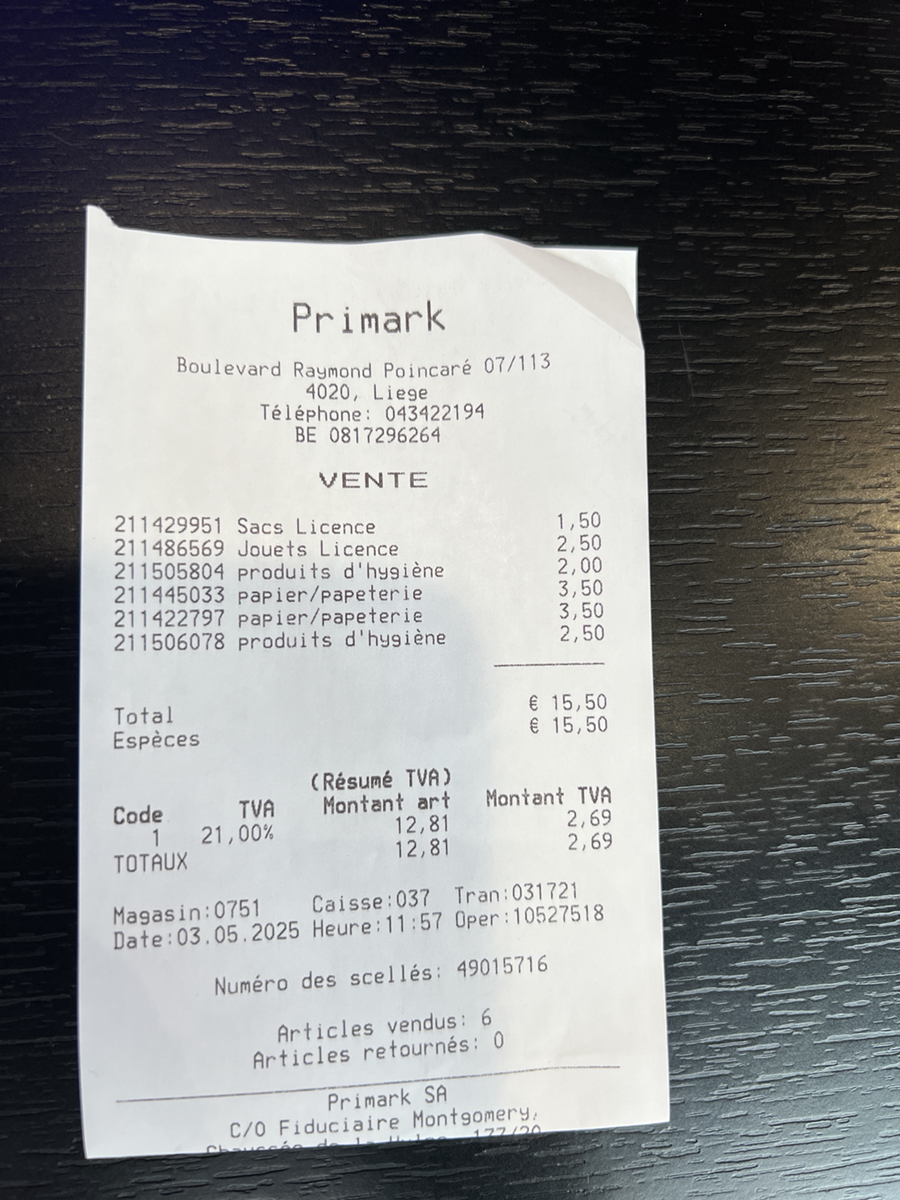 Primark
Boulevard Raymond Poincaré 07/113
4020, Liege
Téléphone: 043422194
BE 0817296264
VENTE
211429951 Sacs Licence 1,50
211486569 Jouets Licence 2,50
211505804 produits d'hygiène 2,00
211445033 papier/papeterie 3,50
211422797 papier/papeterie 3,50
211506078 produits d'hygiène 2,50
Total € 15,50
Espèces € 15,50
(Résumé TVA)
Code TVA Montant art Montant TVA
1 21,00% 12,81 2,69
TOTAUX 12,81 2,69
Magasin:0751 Caisse:037 Tran:031721
Date:03.05.2025 Heure:11:57 Oper:10527518
Numéro des scellés: 49015716
Articles vendus: 6
Articles retournés: 0
Primark SA
C/O Fiduciaire Montgomery,
Chaussée de la 177/20